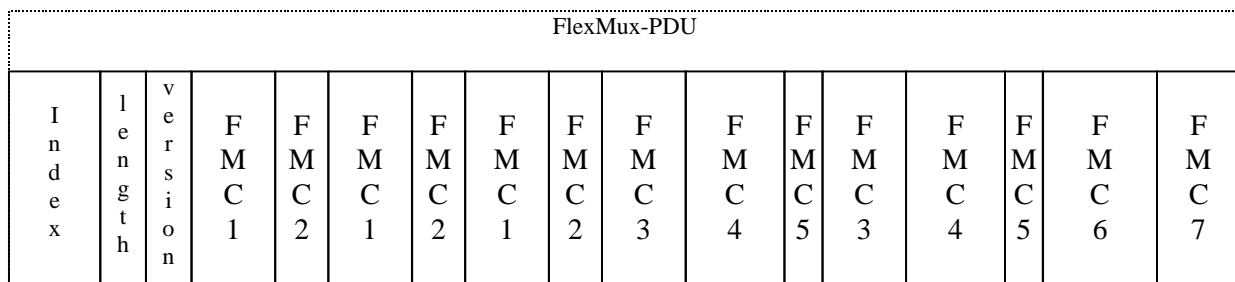 FlexMux-PDU
Index
length
version
FMC1
FMC2
FMC1
FMC2
FMC1
FMC2
FMC3
FMC4
FMC5
FMC3
FMC4
FMC5
FMC6
FMC7